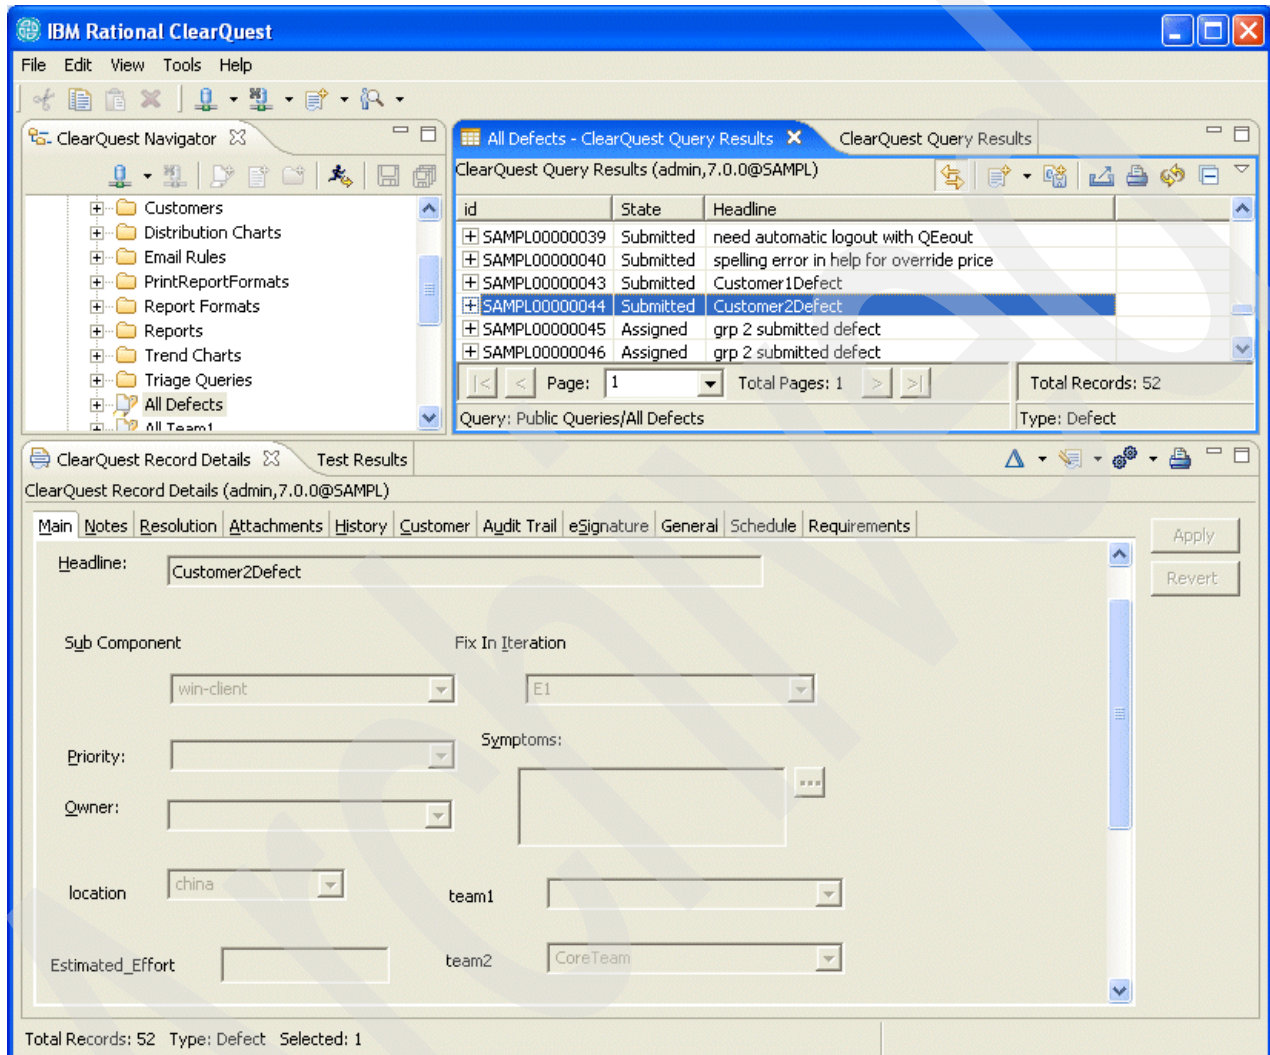 IBM Rational ClearQuest
File Edit View Tools Help
ClearQuest Navigator
All Defects - ClearQuest Query Results
ClearQuest Query Results
ClearQuest Query Results (admin,7.0.0@SAMPL)
Customers
Distribution Charts
Email Rules
PrintReportFormats
Report Formats
Reports
Trend Charts
Triage Queries
All Defects
All Team1
id State Headline
SAMPL00000039 Submitted need automatic logout with QEeout
SAMPL00000040 Submitted spelling error in help for override price
SAMPL00000043 Submitted Customer1Defect
SAMPL00000044 Submitted Customer2Defect
SAMPL00000045 Assigned grp 2 submitted defect
SAMPL00000046 Assigned grp 2 submitted defect
Page: 1 Total Pages: 1 Total Records: 52
Query: Public Queries/All Defects Type: Defect
ClearQuest Record Details Test Results
ClearQuest Record Details (admin,7.0.0@SAMPL)
Main Notes Resolution Attachments History Customer Audit Trail eSignature General Schedule Requirements
Apply
Revert
Headline: Customer2Defect
Sub Component Fix In Iteration
win-client E1
Priority: Symptoms:
...
Owner:
location china team1
Estimated_Effort team2 CoreTeam
Total Records: 52 Type: Defect Selected: 1
Archived